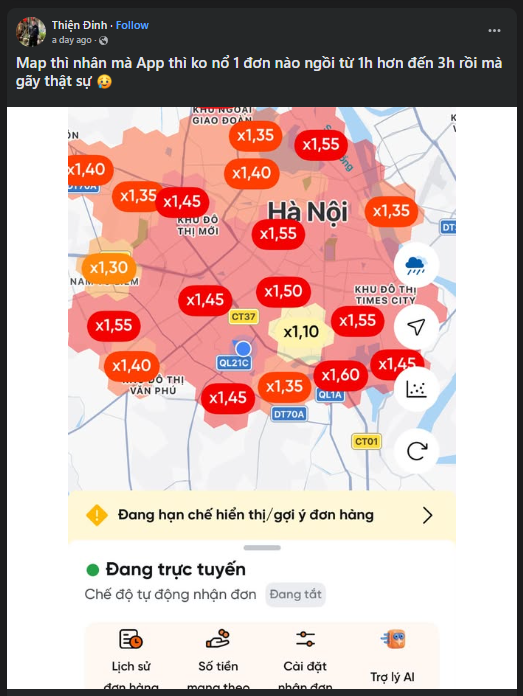 Thiện Đinh · Follow
a day ago ·
Map thì nhân mà App thì ko nổ 1 đơn nào ngồi từ 1h hơn đến 3h rồi mà
gãy thật sự 😥
KHU NGOẠI
GIAO ĐOÀN
x1,35
x1,55
x1,40
x1,40
x1,35
x1,45
Hà Nội
x1,35
KHU ĐÔ
THỊ MỚI
x1,55
x1,30
x1,45
x1,50
KHU ĐÔ THỊ
TIMES CITY
CT37
x1,55
x1,55
x1,10
QL21C
x1,40
x1,45
x1,60
x1,35
QL1A
KHU ĐÔ THỊ
VĂN PHÚ
x1,45
DT70A
CT01
Đang hạn chế hiển thị/gợi ý đơn hàng
Đang trực tuyến
Chế độ tự động nhận đơn Đang tắt
Lịch sử
đơn hàng
Số tiền
mang theo
Cài đặt
nhận đơn
Trợ lý AI